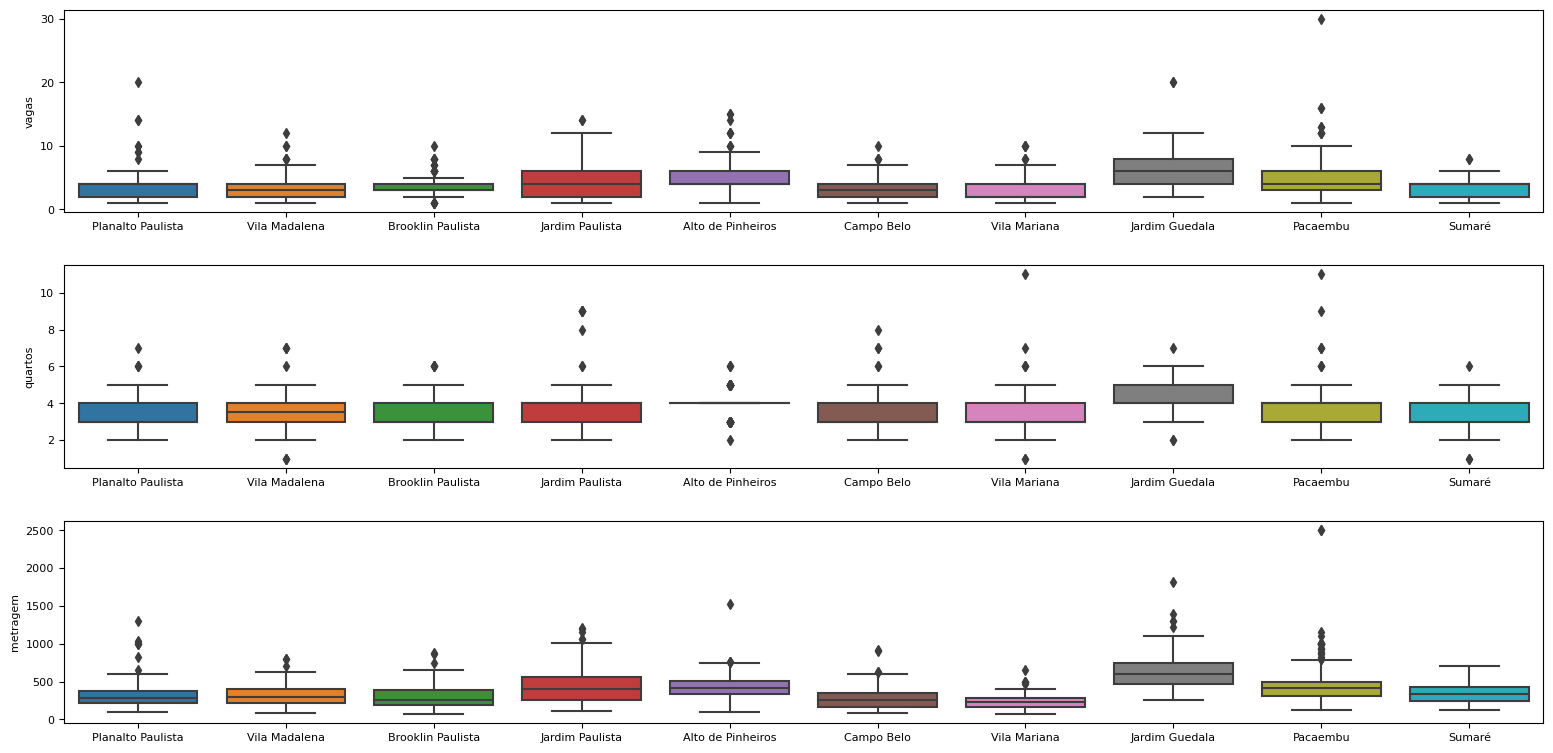 30
20
10
0
vagas
Planalto Paulista Vila Madalena Brooklin Paulista Jardim Paulista Alto de Pinheiros Campo Belo Vila Mariana Jardim Guedala Pacaembu Sumaré
10
8
6
4
2
quartos
Planalto Paulista Vila Madalena Brooklin Paulista Jardim Paulista Alto de Pinheiros Campo Belo Vila Mariana Jardim Guedala Pacaembu Sumaré
2500
2000
1500
1000
500
0
metragem
Planalto Paulista Vila Madalena Brooklin Paulista Jardim Paulista Alto de Pinheiros Campo Belo Vila Mariana Jardim Guedala Pacaembu Sumaré